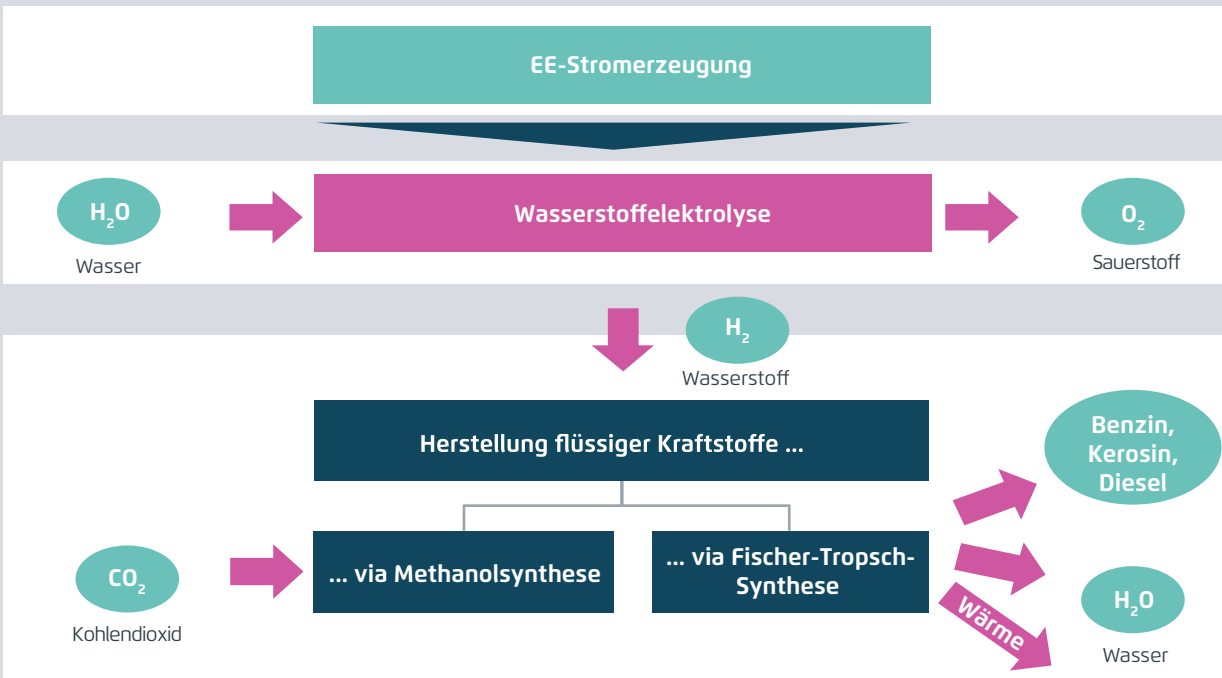 EE-Stromerzeugung
H₂O
Wasserstoffelektrolyse
O₂
Wasser
Sauerstoff
H₂
Wasserstoff
Herstellung flüssiger Kraftstoffe ...
Benzin,
Kerosin,
Diesel
CO₂
... via Methanolsynthese
... via Fischer-Tropsch-
Synthese
Wärme
H₂O
Kohlendioxid
Wasser